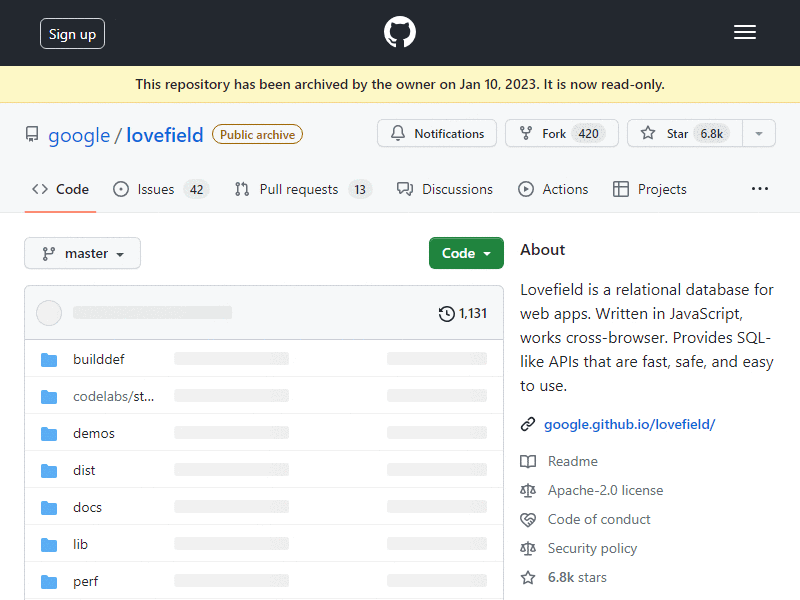 Sign up
This repository has been archived by the owner on Jan 10, 2023. It is now read-only.
google / lovefield Public archive
Notifications Fork 420 Star 6.8k
Code Issues 42 Pull requests 13 Discussions Actions Projects
master
Code
1,131
builddef
codelabs/st...
demos
dist
docs
lib
perf
About
Lovefield is a relational database for
web apps. Written in JavaScript,
works cross-browser. Provides SQL-
like APIs that are fast, safe, and easy
to use.
google.github.io/lovefield/
Readme
Apache-2.0 license
Code of conduct
Security policy
6.8k stars